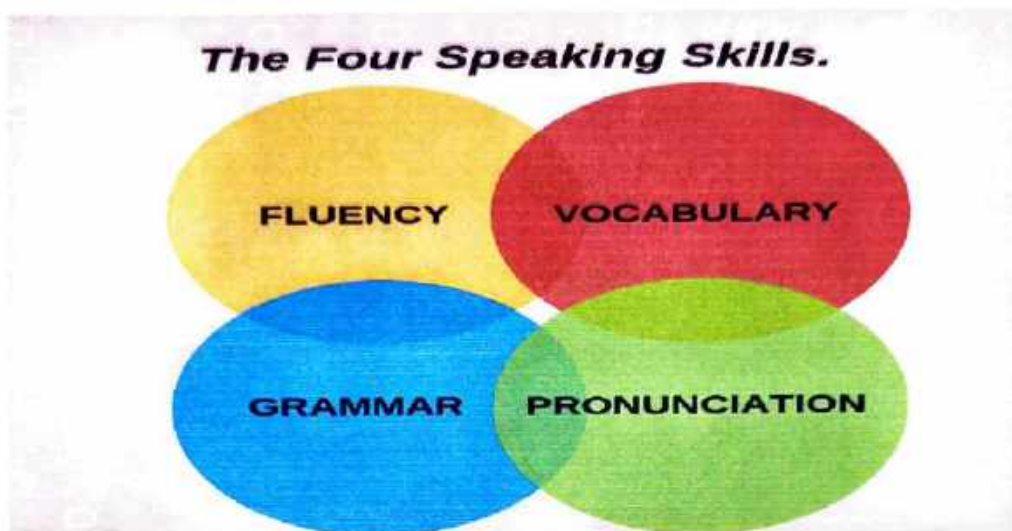 The Four Speaking Skills.
FLUENCY VOCABULARY
GRAMMAR PRONUNCIATION